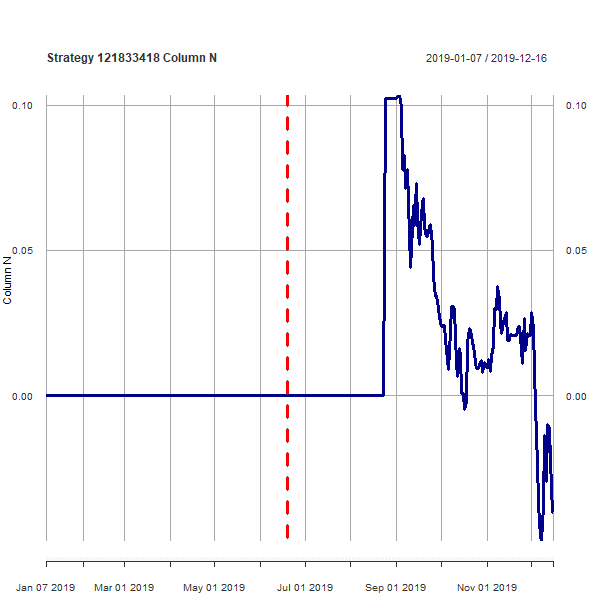 Strategy 121833418 Column N
2019-01-07 / 2019-12-16
0.10
0.10
0.05
0.05
Column N
0.00
0.00
Jan 07 2019
Mar 01 2019
May 01 2019
Jul 01 2019
Sep 01 2019
Nov 01 2019